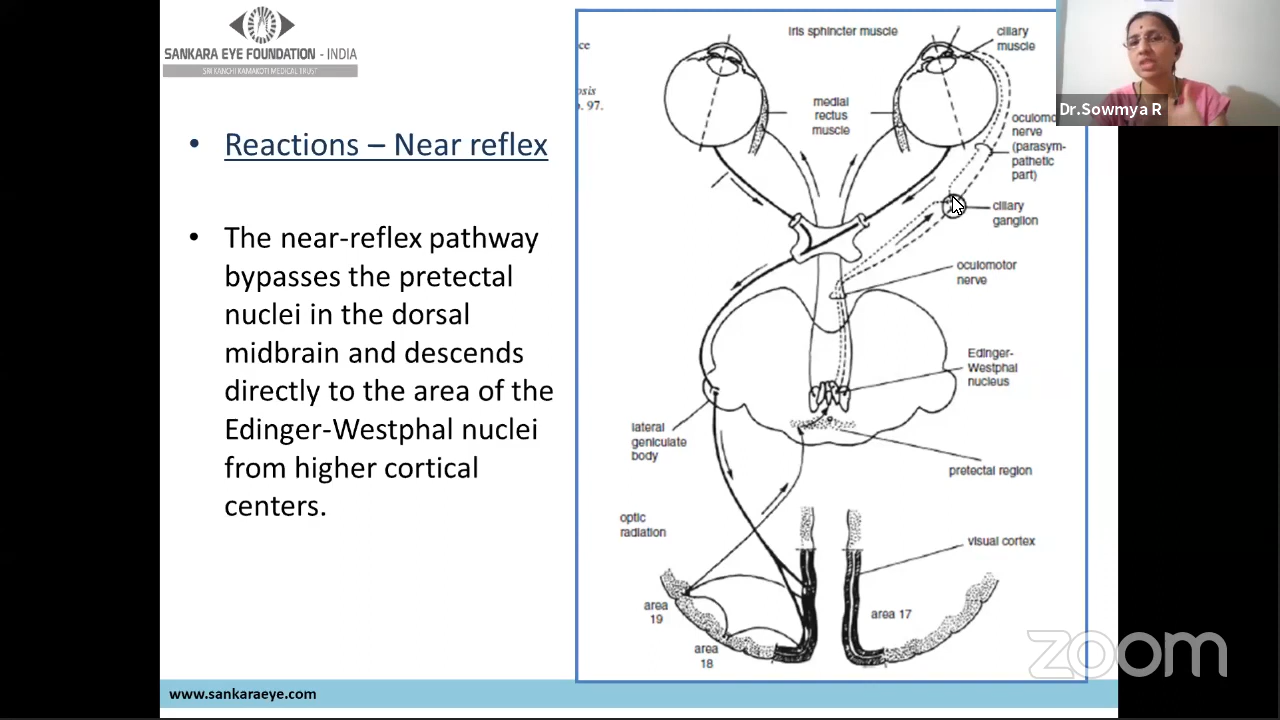 SANKARA EYE FOUNDATION - INDIA
SRI KANCHI KAMAKOTI MEDICAL TRUST
• Reactions – Near reflex
• The near-reflex pathway
bypasses the pretectal
nuclei in the dorsal
midbrain and descends
directly to the area of the
Edinger-Westphal nuclei
from higher cortical
centers.
p. 97.
iris sphincter muscle
ciliary
muscle
medial
rectus
muscle
nerve
(parasym-
pathetic
part)
ciliary
ganglion
oculomotor
nerve
Edinger-
Westphal
nucleus
lateral
geniculate
body
pretectal region
optic
radiation
visual cortex
area
19
area 17
area
18
Dr.Sowmya R
zoom
www.sankaraeye.com